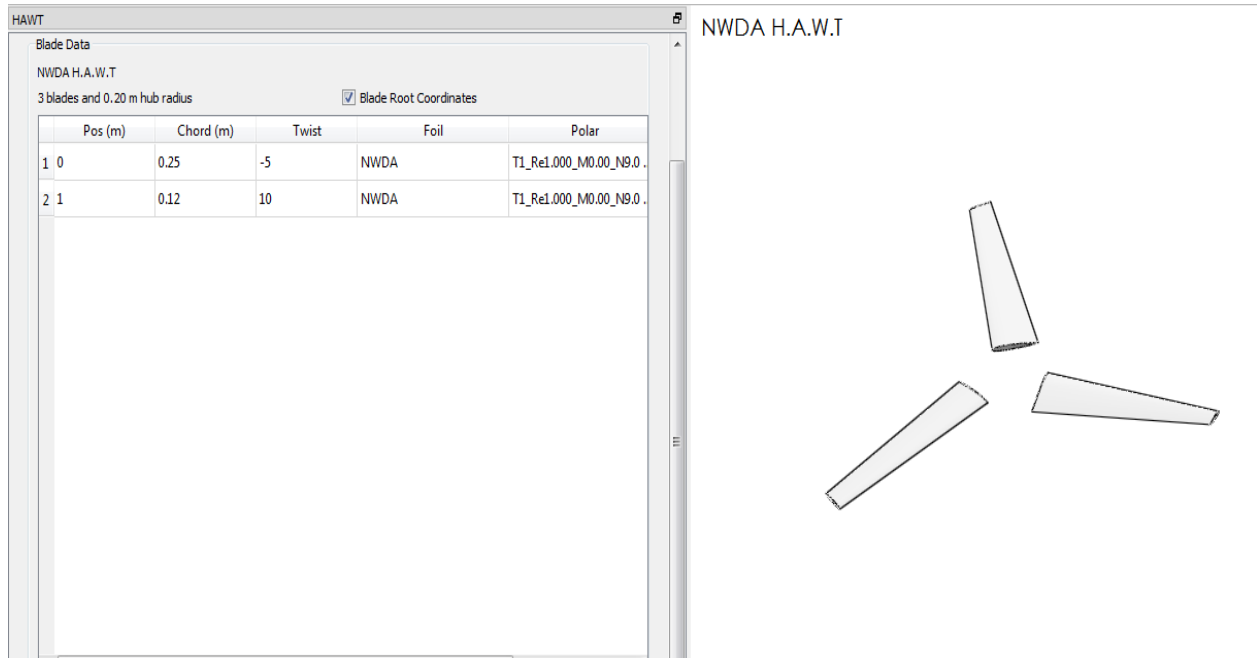 HAWT
Blade Data
NWDA H.A.W.T
3 blades and 0.20 m hub radius Blade Root Coordinates
Pos (m) Chord (m) Twist Foil Polar
1 0 0.25 -5 NWDA T1_Re1.000_M0.00_N9.0 .
2 1 0.12 10 NWDA T1_Re1.000_M0.00_N9.0 .
NWDA H.A.W.T